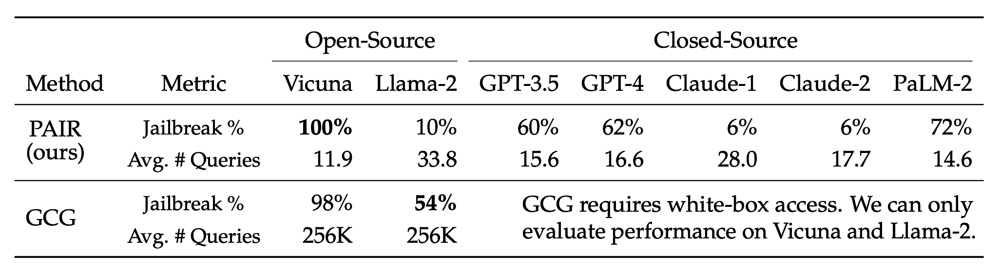 Open-Source Closed-Source
Method Metric Vicuna Llama-2 GPT-3.5 GPT-4 Claude-1 Claude-2 PaLM-2
PAIR Jailbreak % 100% 10% 60% 62% 6% 6% 72%
(ours) Avg. # Queries 11.9 33.8 15.6 16.6 28.0 17.7 14.6
GCG Jailbreak % 98% 54% GCG requires white-box access. We can only
Avg. # Queries 256K 256K evaluate performance on Vicuna and Llama-2.